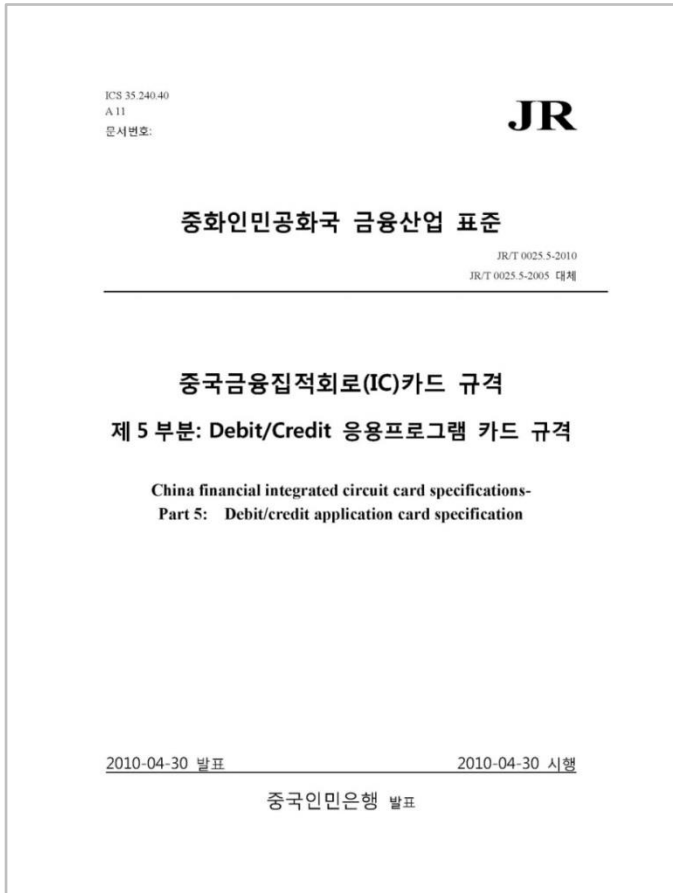 ICS 35.240.40
A 11
문서번호:
JR
중화인민공화국 금융산업 표준
JR/T 0025.5-2010
JR/T 0025.5-2005 대체
중국금융집적회로(IC)카드 규격
제 5 부분: Debit/Credit 응용프로그램 카드 규격
China financial integrated circuit card specifications-
Part 5: Debit/credit application card specification
2010-04-30 발표
2010-04-30 시행
중국인민은행 발표